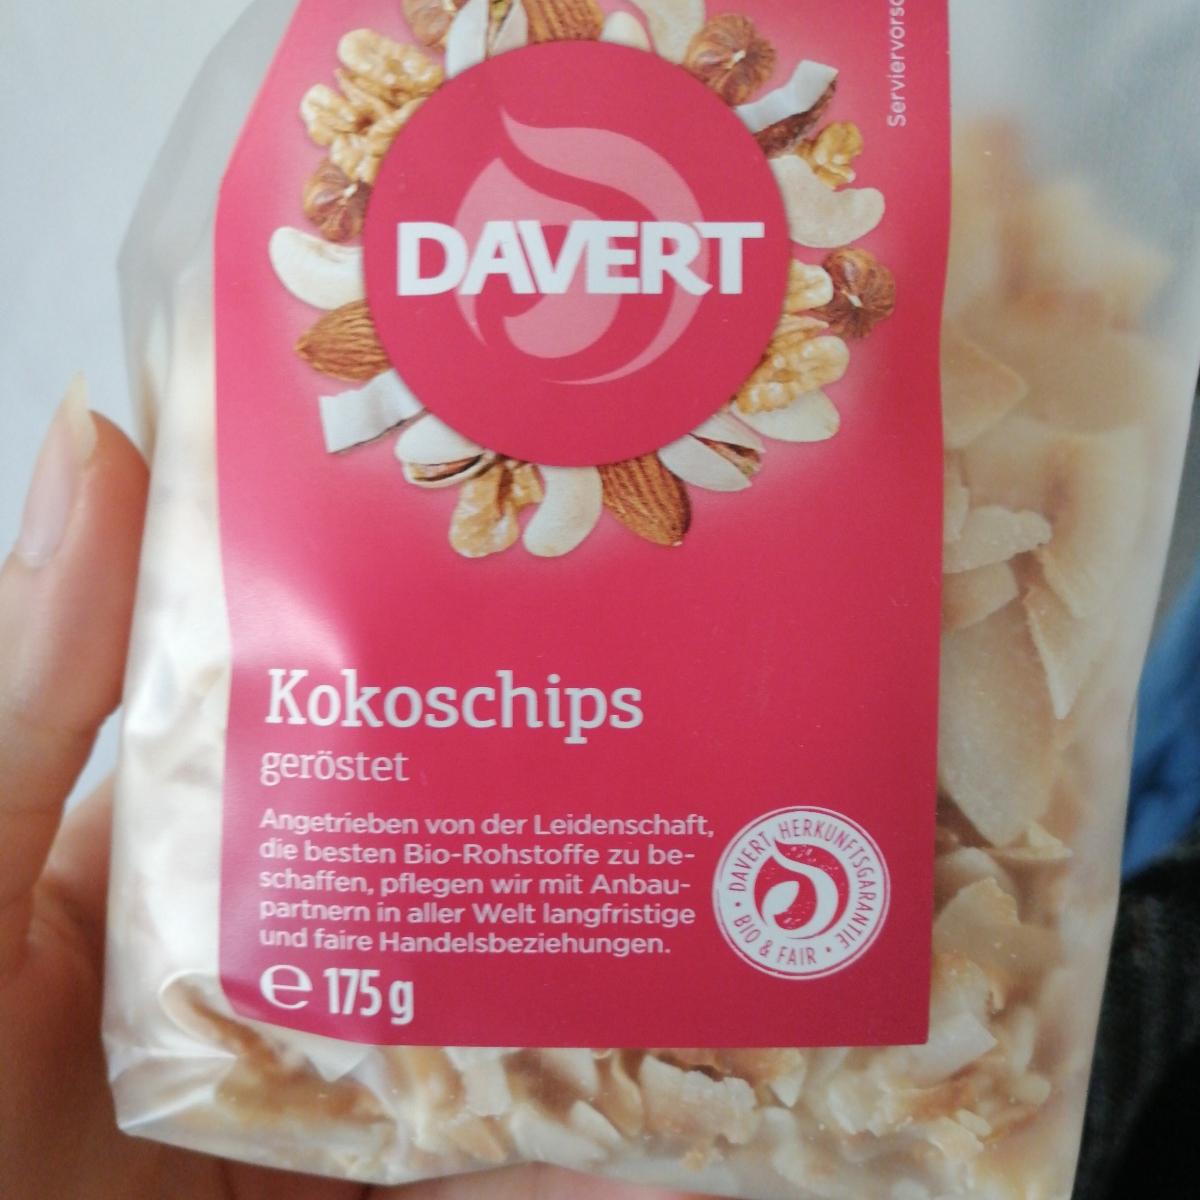 Serviervorsc
DAVERT
Kokoschips
geröstet
Angetrieben von der Leidenschaft,
die besten Bio-Rohstoffe zu be-
schaffen, pflegen wir mit Anbau-
partnern in aller Welt langfristige
und faire Handelsbeziehungen.
℮ 175 g
• DAVERT HERKUNFTSGARANTIE •
BIO & FAIR